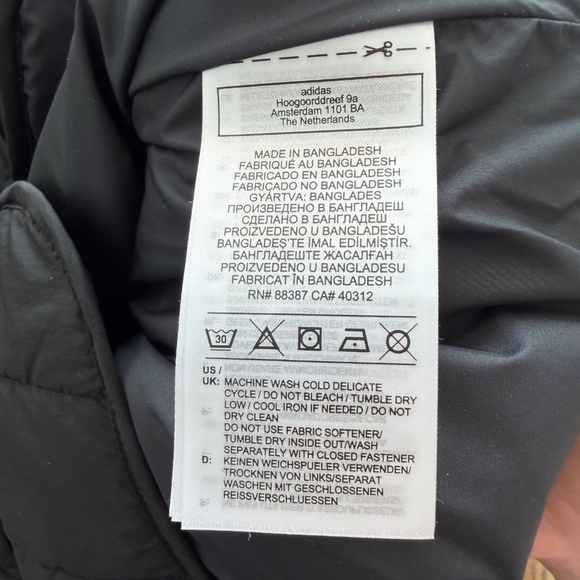 adidas
Hoogoorddreef 9a
Amsterdam 1101 BA
The Netherlands
MADE IN BANGLADESH
FABRIQUÉ AU BANGLADESH
FABRICADO EN BANGLADESH
FABRICADO NO BANGLADESH
GYÁRTVA: BANGLADES
ПРОИЗВЕДЕНО В БАНГЛАДЕШ
СДЕЛАНО В БАНГЛАДЕШ
PROIZVEDENO U BANGLADEŠU
BANGLADEŞ'TE İMAL EDİLMİŞTİR.
БАНГЛАДЕШТЕ ЖАСАЛҒАН
PROIZVEDENO U BANGLADEŠU
FABRICAT ÎN BANGLADESH
RN# 88387 CA# 40312
30
US /
UK: MACHINE WASH COLD DELICATE
CYCLE / DO NOT BLEACH / TUMBLE DRY
LOW / COOL IRON IF NEEDED / DO NOT
DRY CLEAN
DO NOT USE FABRIC SOFTENER/
TUMBLE DRY INSIDE OUT/WASH
SEPARATELY WITH CLOSED FASTENER
D: KEINEN WEICHSPUELER VERWENDEN/
TROCKNEN VON LINKS/SEPARAT
WASCHEN MIT GESCHLOSSENEN
REISSVERSCHLUESSEN